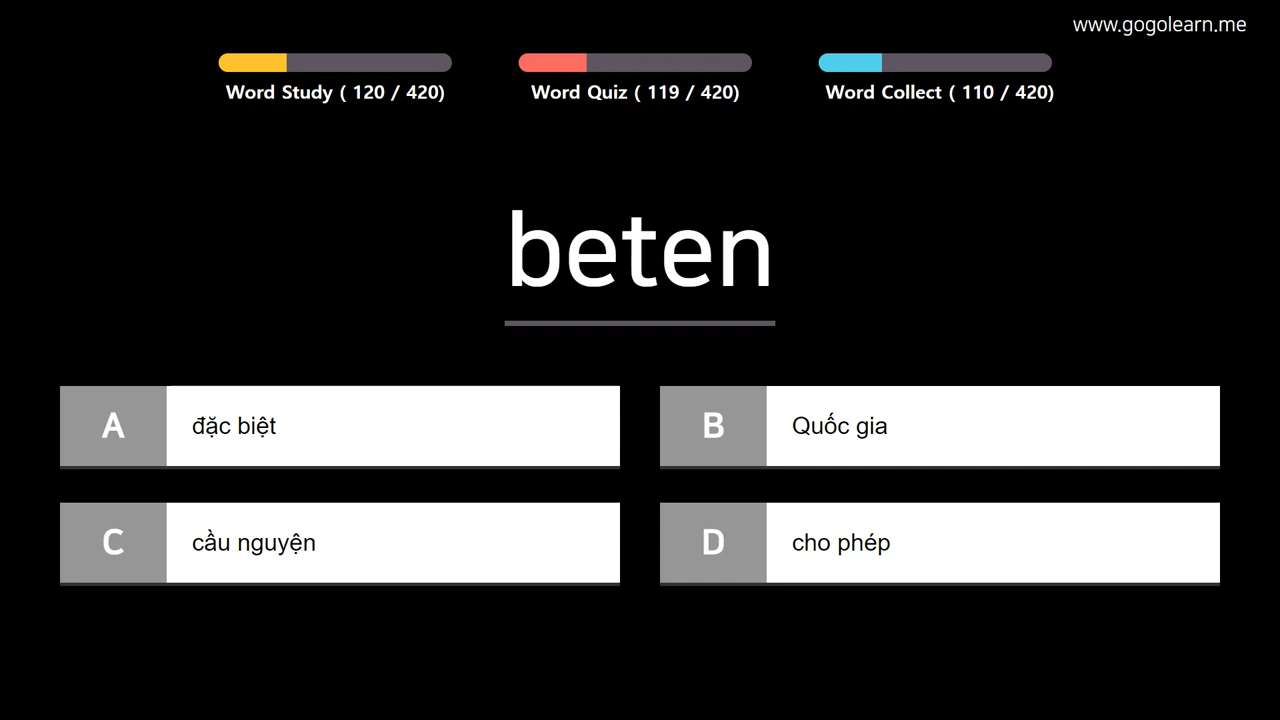 www.gogolearn.me
Word Study ( 120 / 420)
Word Quiz ( 119 / 420)
Word Collect ( 110 / 420)
beten
A
đặc biệt
B
Quốc gia
C
cầu nguyện
D
cho phép